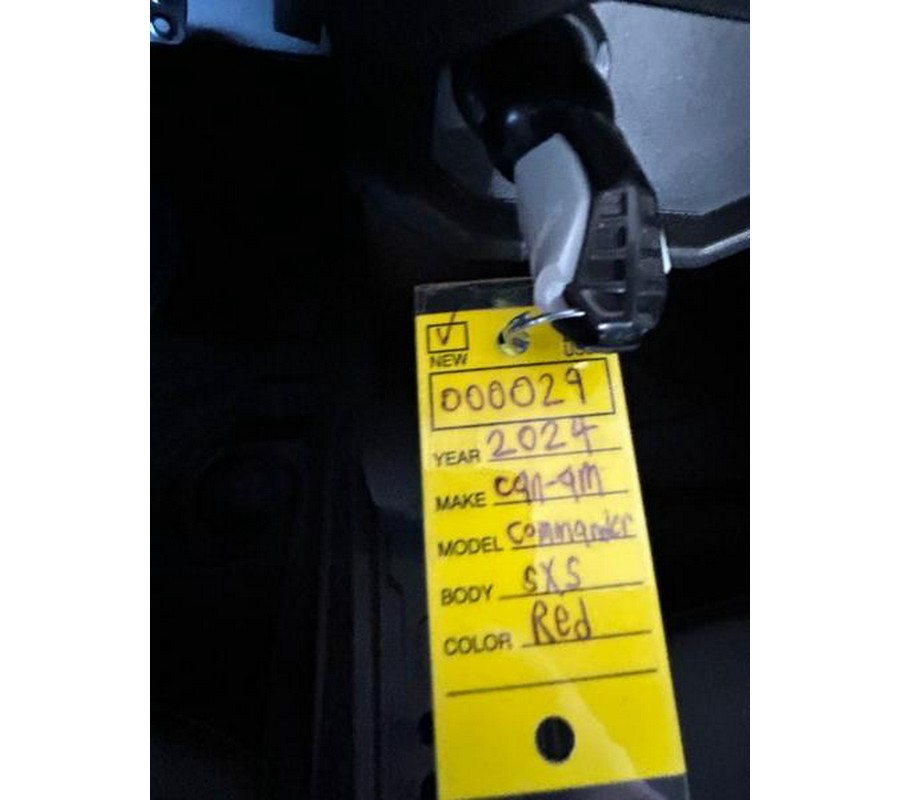 NEW
000029
YEAR 2024
MAKE can-am
MODEL Commander
BODY SXS
COLOR Red